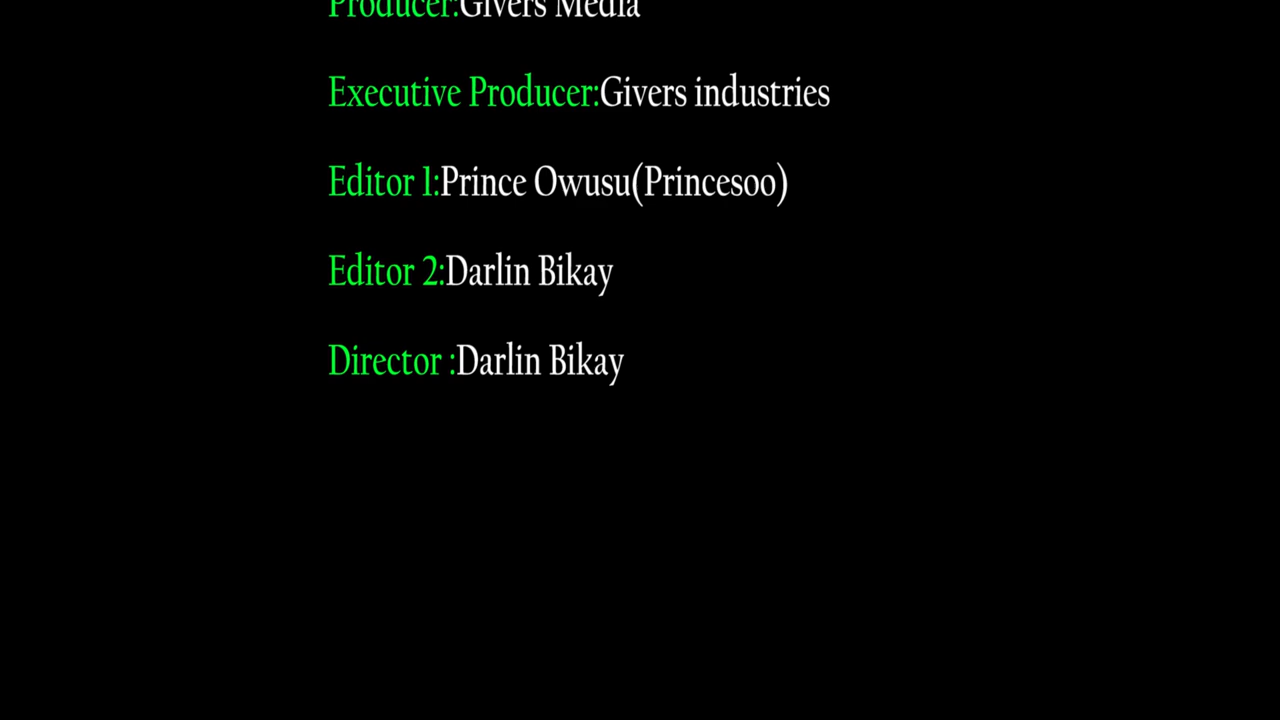 Producer:Givers Media
Executive Producer:Givers industries
Editor 1:Prince Owusu(Princesoo)
Editor 2:Darlin Bikay
Director :Darlin Bikay